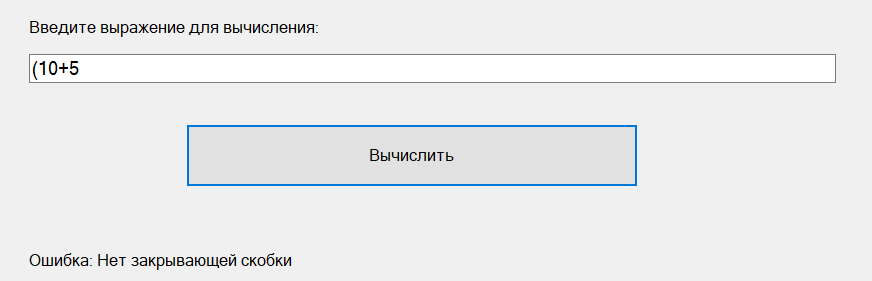 Введите выражение для вычисления:
(10+5
Вычислить
Ошибка: Нет закрывающей скобки